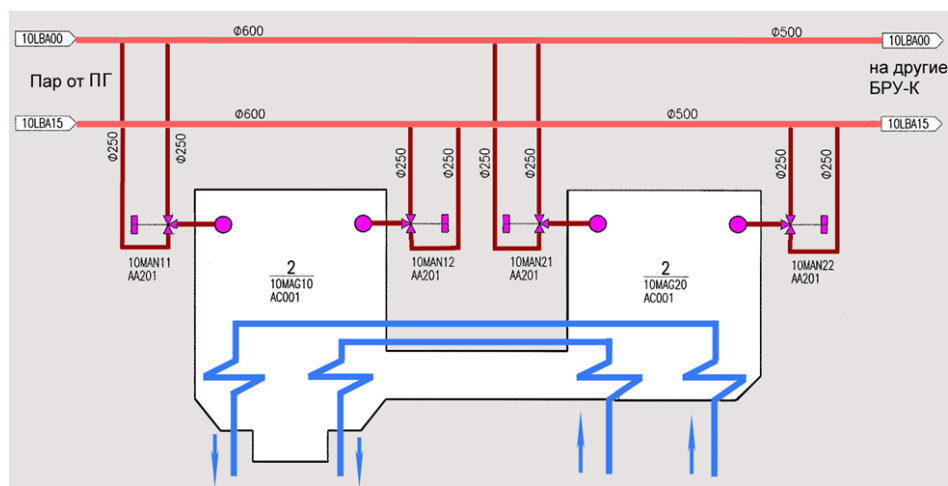 10LBA00
Ф600
Ф500
10LBA00
Пар от ПГ
на другие
БРУ-К
10LBA15
Ф600
Ф500
10LBA15
Ф250
Ф250
Ф250
Ф250
Ф250
Ф250
Ф250
Ф250
10MAN11
AA201
2
10MAG10
AC001
10MAN12
AA201
10MAN21
AA201
2
10MAG20
AC001
10MAN22
AA201